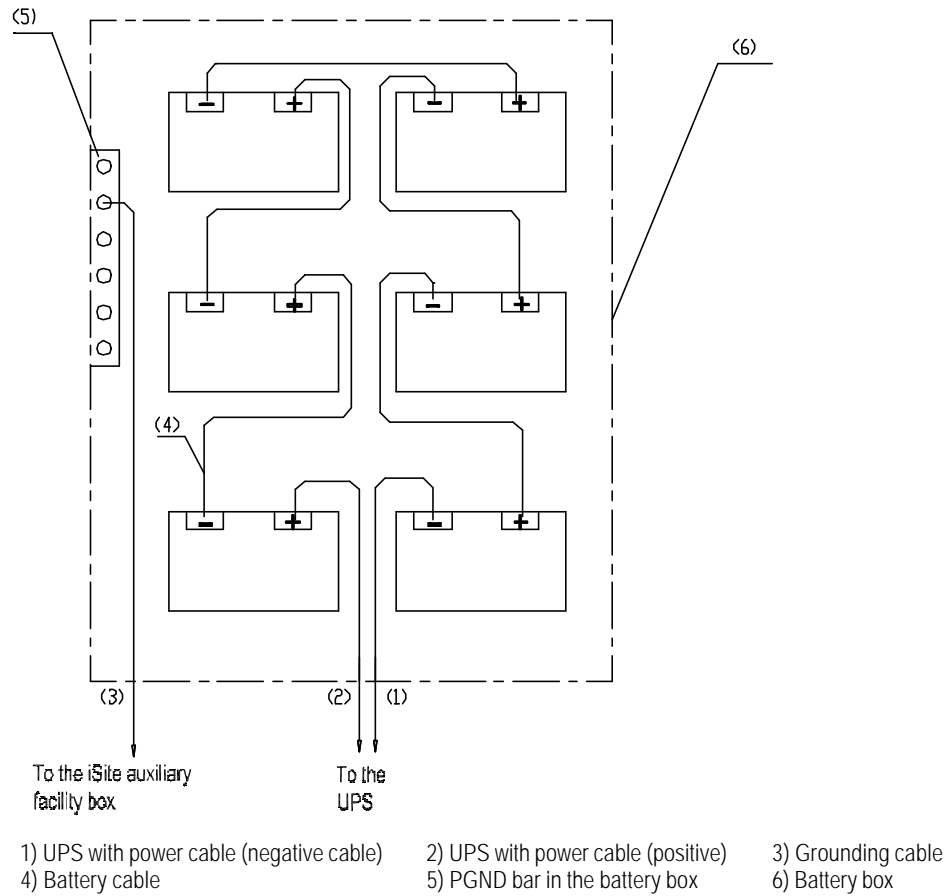 (5)
(6)
− + − +
− + − +
(4)
− + − +
(3) (2) (1)
To the iSite auxiliary
facility box
To the
UPS
1) UPS with power cable (negative cable) 2) UPS with power cable (positive) 3) Grounding cable
4) Battery cable 5) PGND bar in the battery box 6) Battery box